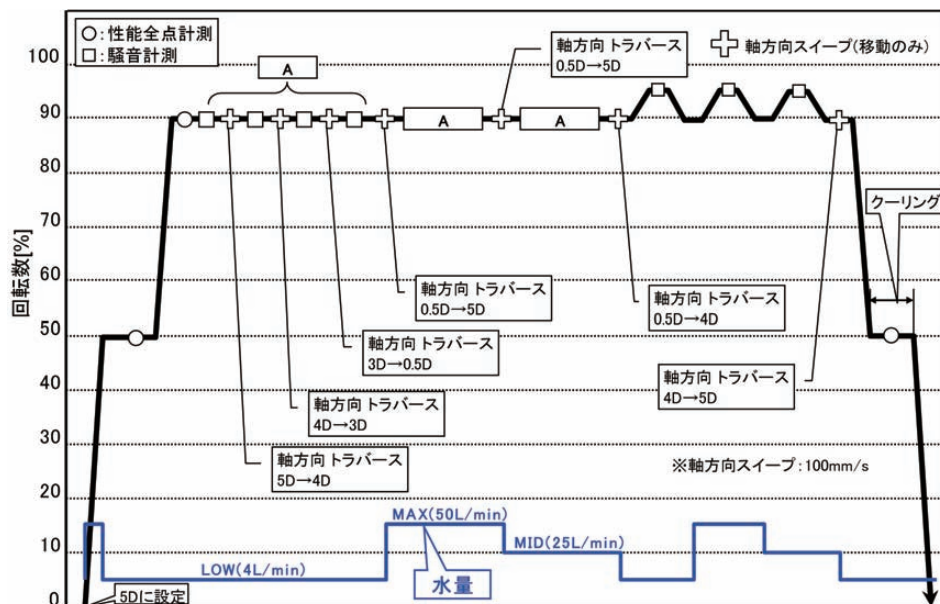 ○:性能全点計測
□:騒音計測
A
軸方向 トラバース
0.5D→5D
軸方向スイープ(移動のみ)
100
90
80
70
60
50
40
30
20
10
0
回転数[%]
A
A
クーリング
軸方向 トラバース
0.5D→5D
軸方向 トラバース
0.5D→4D
軸方向 トラバース
3D→0.5D
軸方向 トラバース
4D→5D
軸方向 トラバース
4D→3D
軸方向 トラバース
5D→4D
※軸方向スイープ:100mm/s
MAX(50L/min)
MID(25L/min)
LOW(4L/min)
水量
5Dに設定